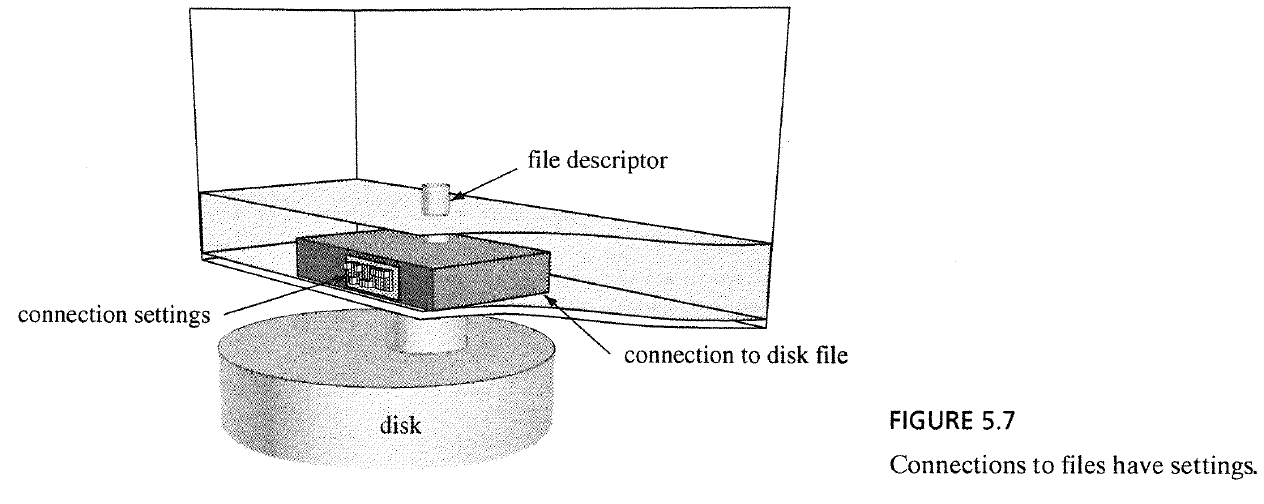 file descriptor
connection settings
connection to disk file
disk
FIGURE 5.7
Connections to files have settings.